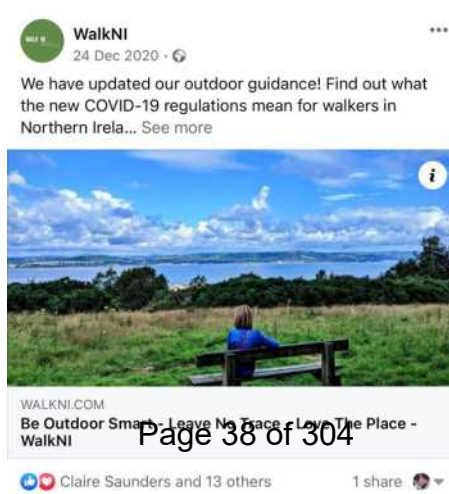 WALK NI
WalkNI
24 Dec 2020 ·
We have updated our outdoor guidance! Find out what
the new COVID-19 regulations mean for walkers in
Northern Irela... See more
i
WALKNI.COM
Be Outdoor Smart - Leave No Trace - Love The Place -
WalkNI
Page 38 of 304
Claire Saunders and 13 others 1 share